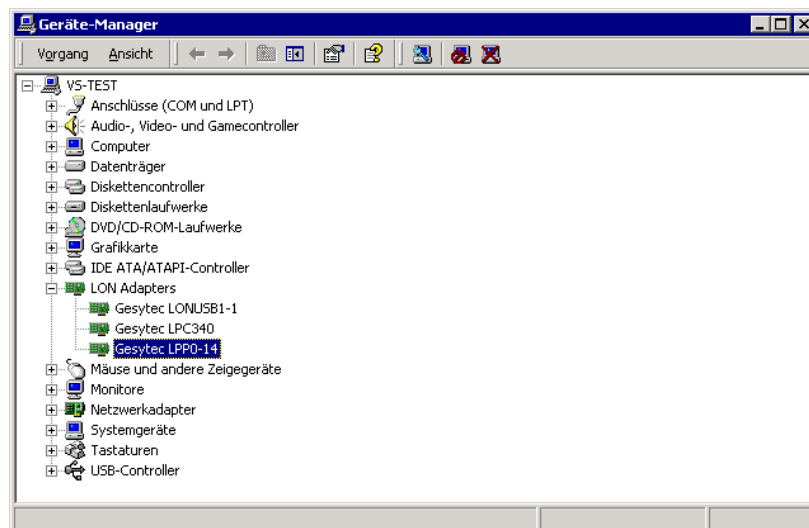 Geräte-Manager
Vorgang Ansicht
VS-TEST
Anschlüsse (COM und LPT)
Audio-, Video- und Gamecontroller
Computer
Datenträger
Diskettencontroller
Diskettenlaufwerke
DVD/CD-ROM-Laufwerke
Grafikkarte
IDE ATA/ATAPI-Controller
LON Adapters
Gesytec LONUSB1-1
Gesytec LPC340
Gesytec LPP0-14
Mäuse und andere Zeigegeräte
Monitore
Netzwerkadapter
Systemgeräte
Tastaturen
USB-Controller